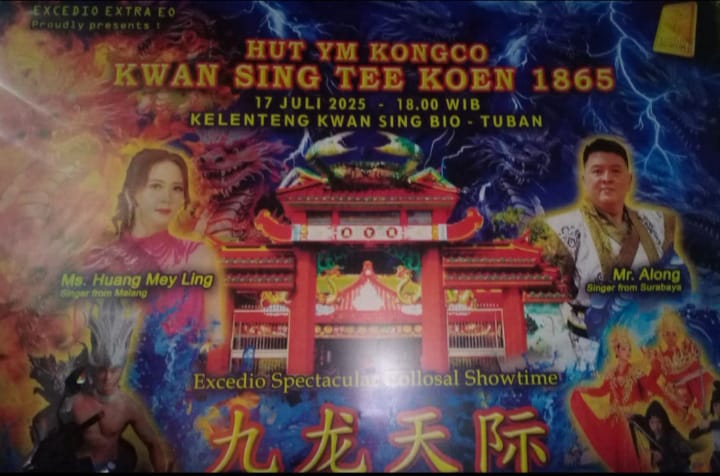 EXCEDIO EXTRA EO
Proudly presents !
HUT YM KONGCO
KWAN SING TEE KOEN 1865
17 JULI 2025 - 18.00 WIB
KELENTENG KWAN SING BIO - TUBAN
Ms. Huang Mey Ling
Singer from Malang
Mr. Along
Singer from Surabaya
Excedio Spectacular Collosal Showtime
九龙天际